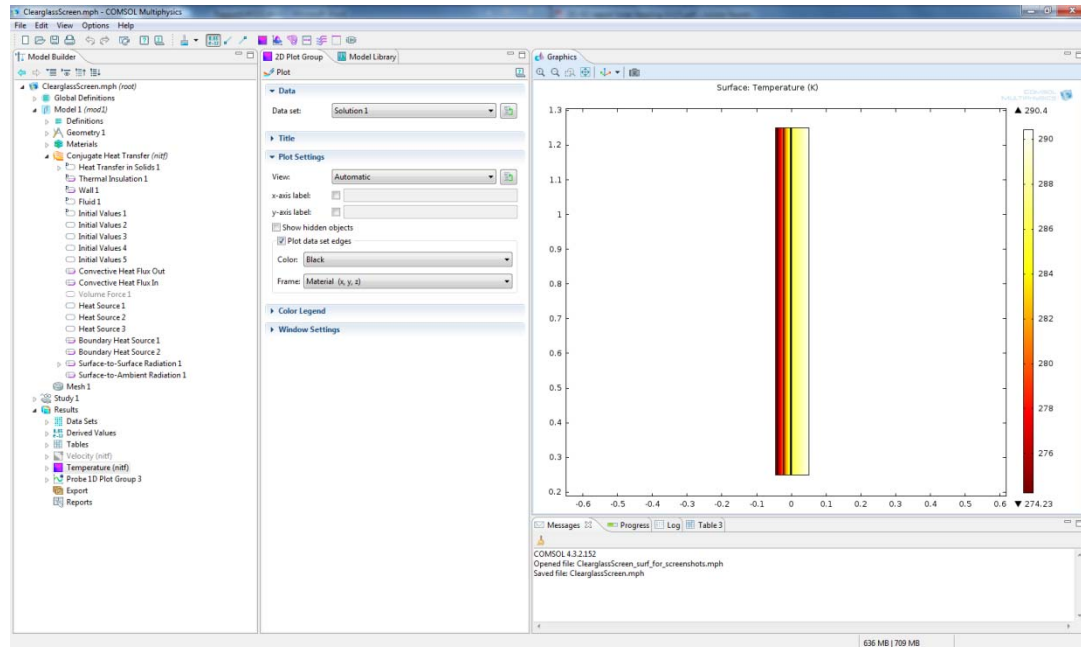 ClearglassScreen.mph - COMSOL Multiphysics
File Edit View Options Help
Model Builder
ClearglassScreen.mph (root)
Global Definitions
Model 1 (mod1)
Definitions
Geometry 1
Materials
Conjugate Heat Transfer (nitf)
Heat Transfer in Solids 1
Thermal Insulation 1
Wall 1
Fluid 1
Initial Values 1
Initial Values 2
Initial Values 3
Initial Values 4
Initial Values 5
Convective Heat Flux Out
Convective Heat Flux In
Volume Force 1
Heat Source 1
Heat Source 2
Heat Source 3
Boundary Heat Source 1
Boundary Heat Source 2
Surface-to-Surface Radiation 1
Surface-to-Ambient Radiation 1
Mesh 1
Study 1
Results
Data Sets
Derived Values
Tables
Velocity (nitf)
Temperature (nitf)
Probe 1D Plot Group 3
Export
Reports
2D Plot Group Model Library
Plot
Data
Data set: Solution 1
Title
Plot Settings
View: Automatic
x-axis label:
y-axis label:
Show hidden objects
Plot data set edges
Color: Black
Frame: Material (x, y, z)
Color Legend
Window Settings
Graphics
Surface: Temperature (K)
COMSOL
MULTIPHYSICS
1.3
1.2
1.1
1
0.9
0.8
0.7
0.6
0.5
0.4
0.3
0.2
-0.6 -0.5 -0.4 -0.3 -0.2 -0.1 0 0.1 0.2 0.3 0.4 0.5 0.6
▲ 290.4
290
288
286
284
282
280
278
276
▼ 274.23
Messages Progress Log Table 3
COMSOL 4.3.2.152
Opened file: ClearglassScreen_surf_for_screenshots.mph
Saved file: ClearglassScreen.mph
636 MB | 709 MB